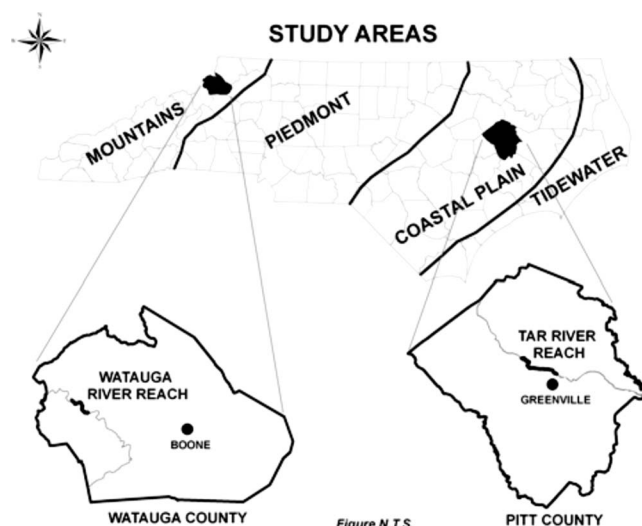 STUDY AREAS
MOUNTAINS
PIEDMONT
COASTAL PLAIN
TIDEWATER
WATAUGA
RIVER REACH
BOONE
WATAUGA COUNTY
TAR RIVER
REACH
GREENVILLE
PITT COUNTY
Figure N.T.S.